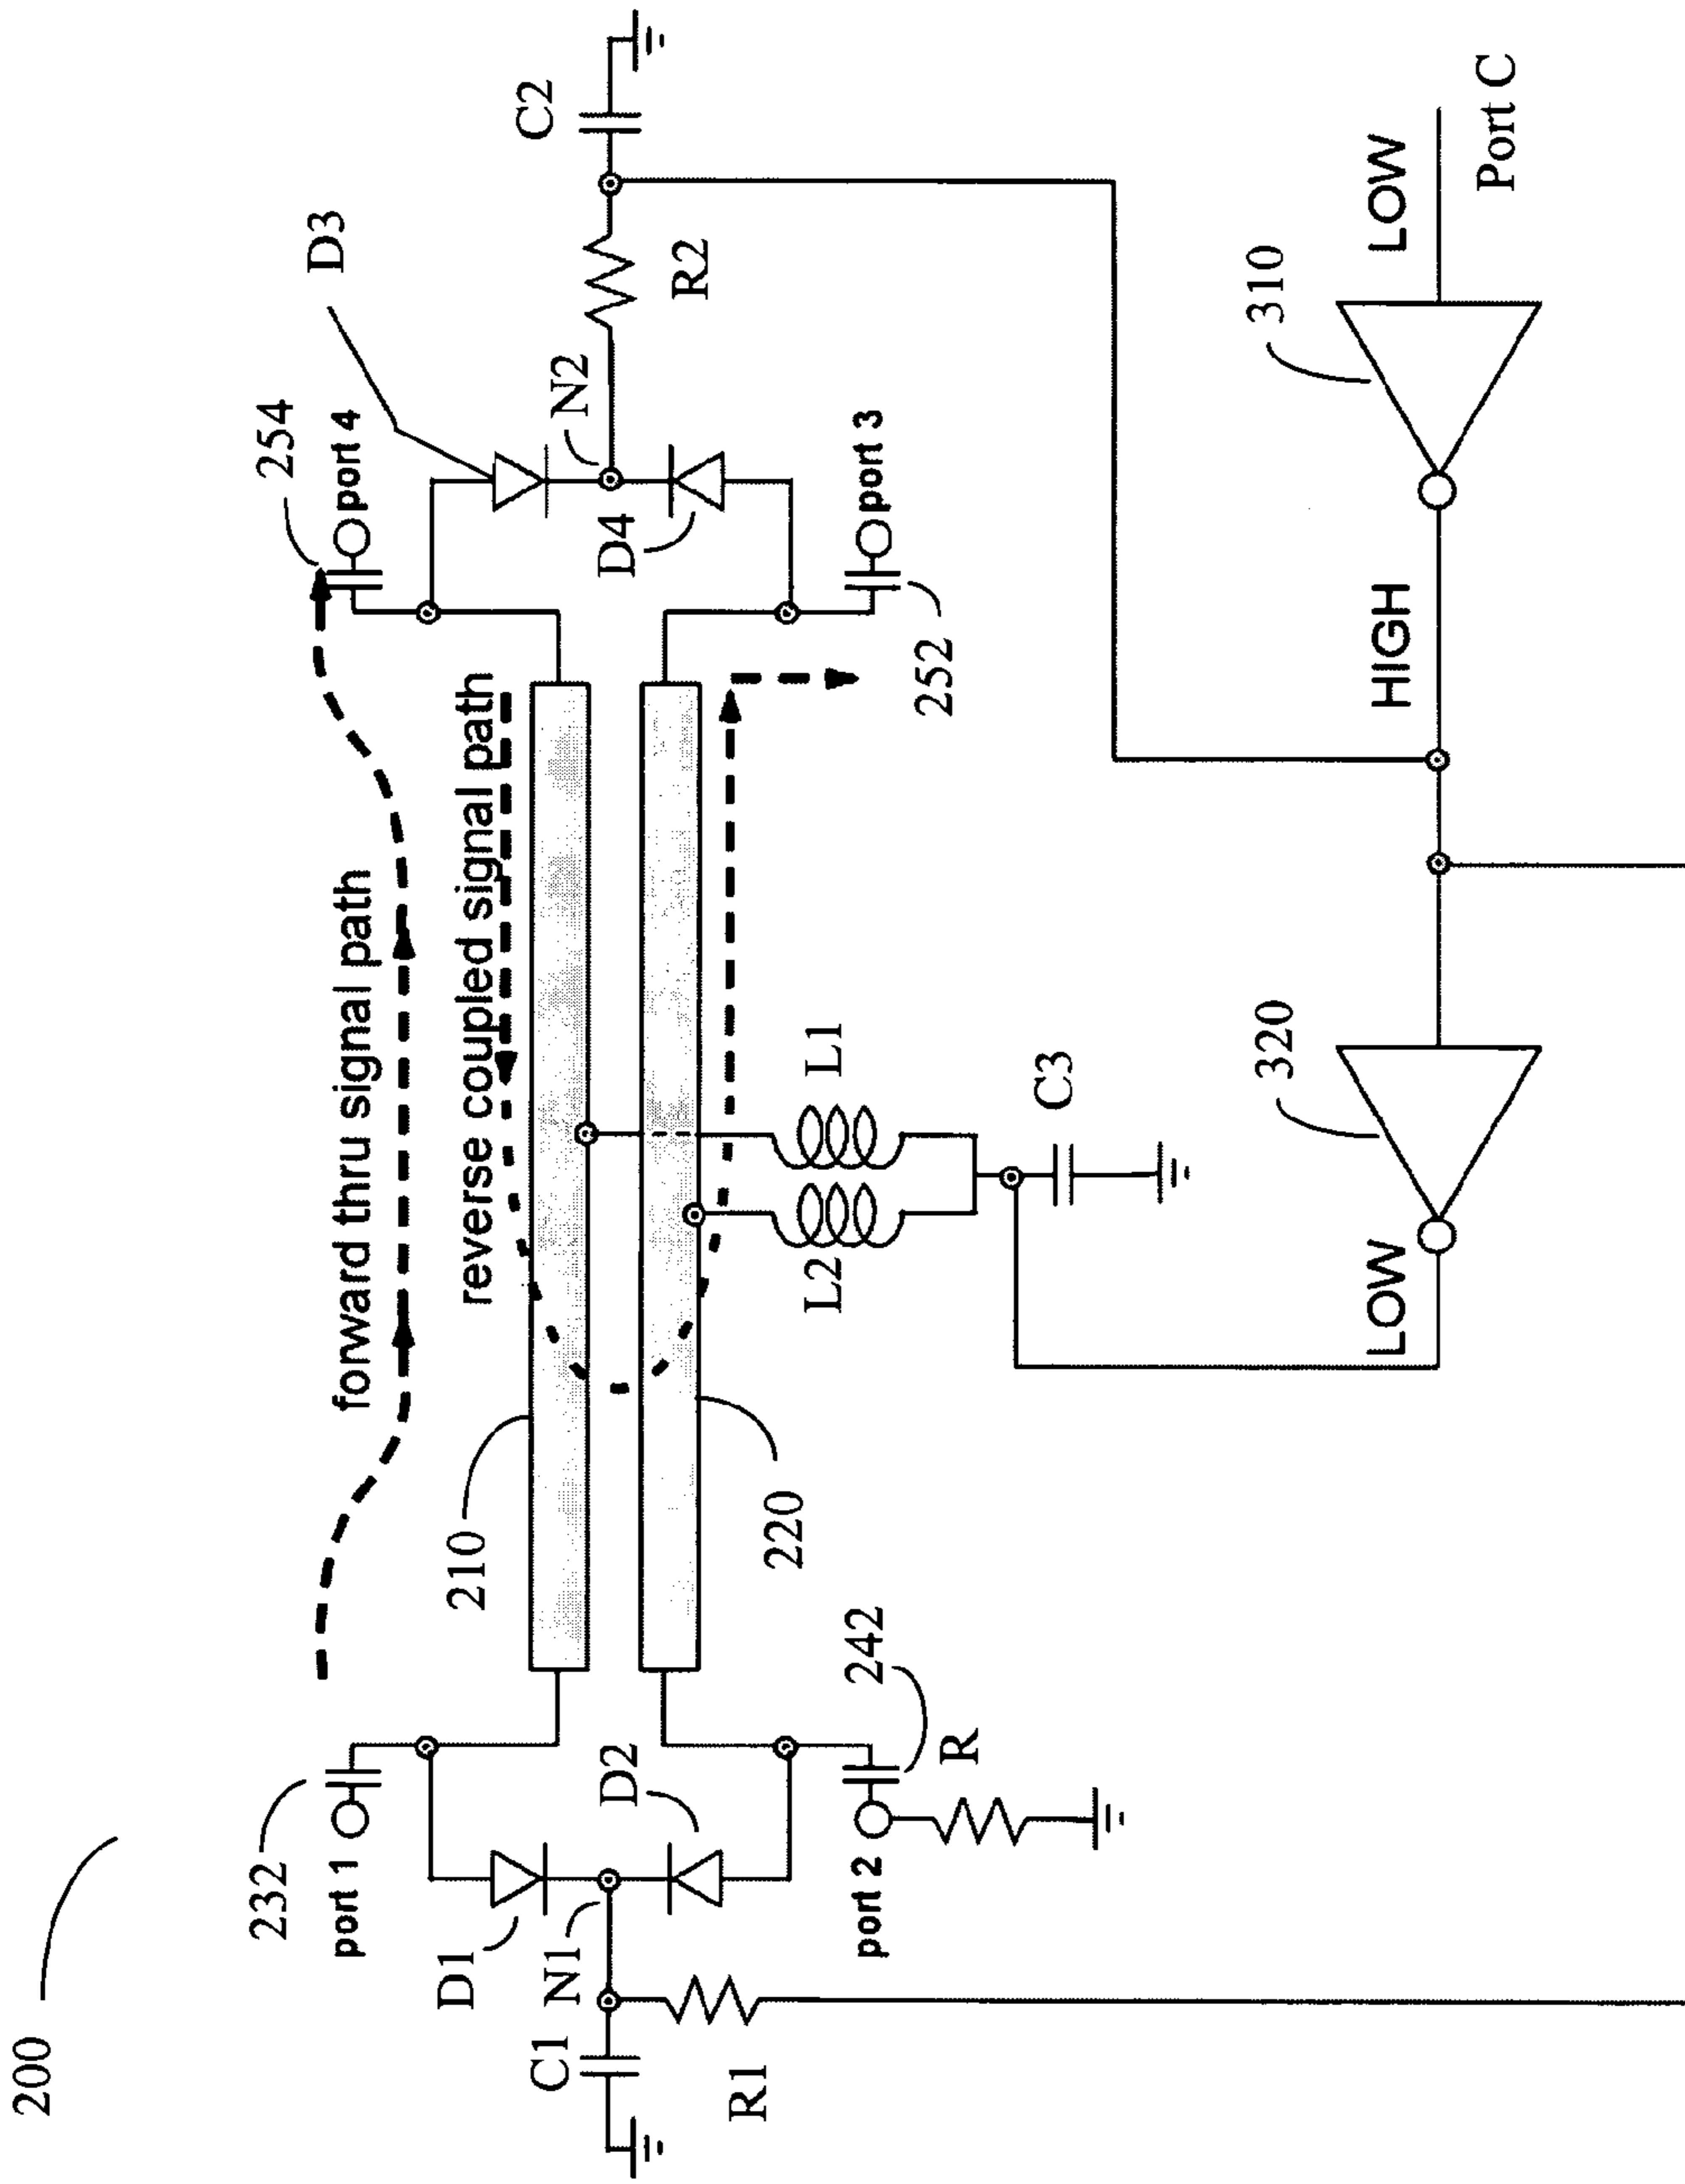 200
forward thru signal path
reverse coupled signal path
232
port 1
254
port 4
D3
210
220
D1
D2
N1
C1
R1
port 2
242
R
L2
L1
C3
D4
N2
R2
C2
port 3
252
LOW
320
HIGH
310
LOW
Port C